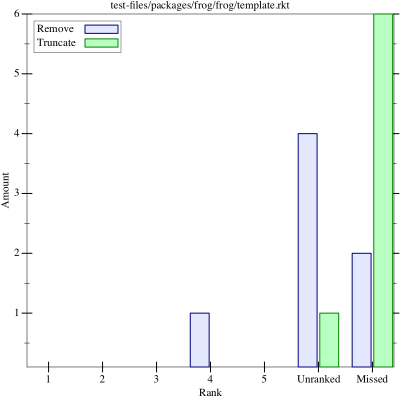 test-files/packages/frog/frog/template.rkt
Remove
Truncate
6
5
4
3
2
1
Amount
1 2 3 4 5 Unranked Missed
Rank